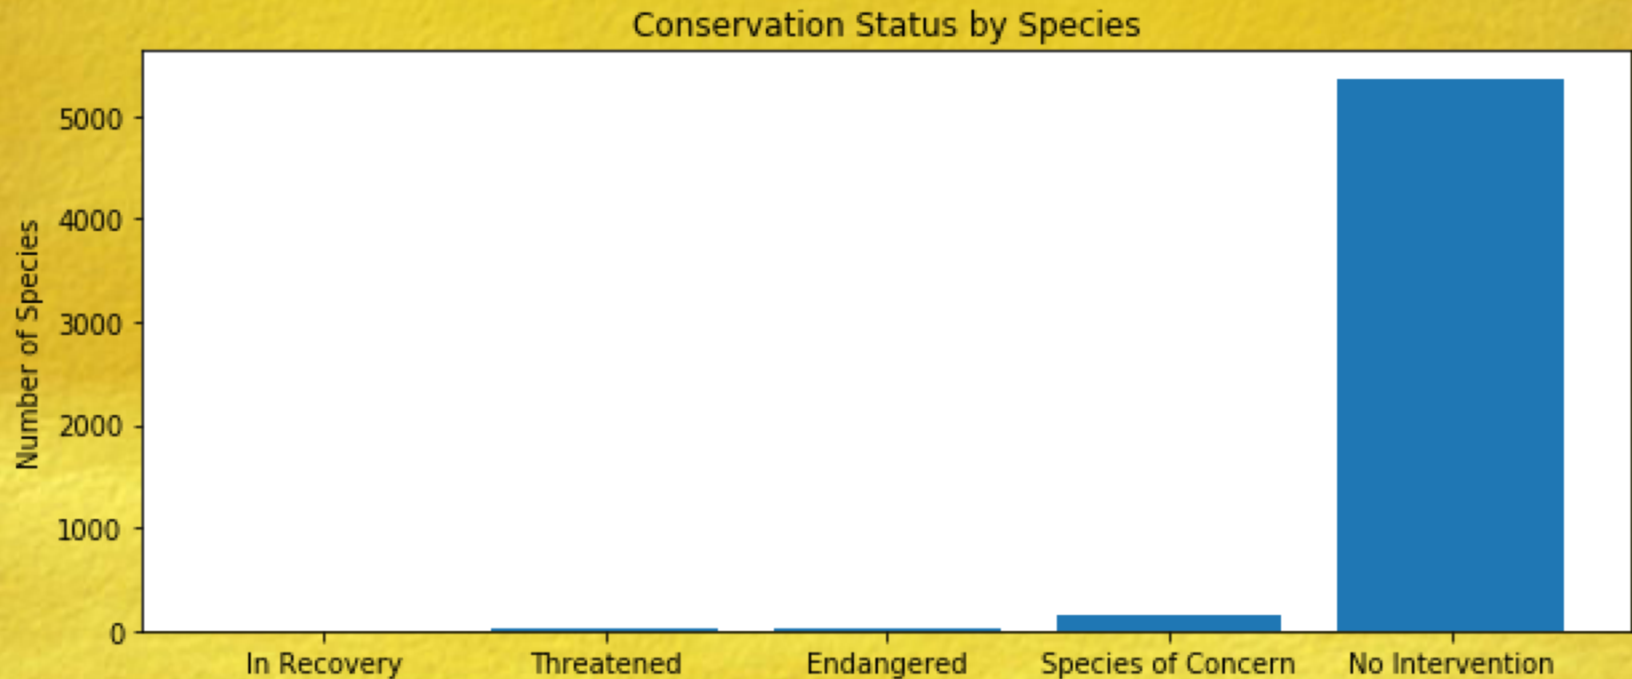 Conservation Status by Species
Number of Species
5000
4000
3000
2000
1000
0
In Recovery Threatened Endangered Species of Concern No Intervention